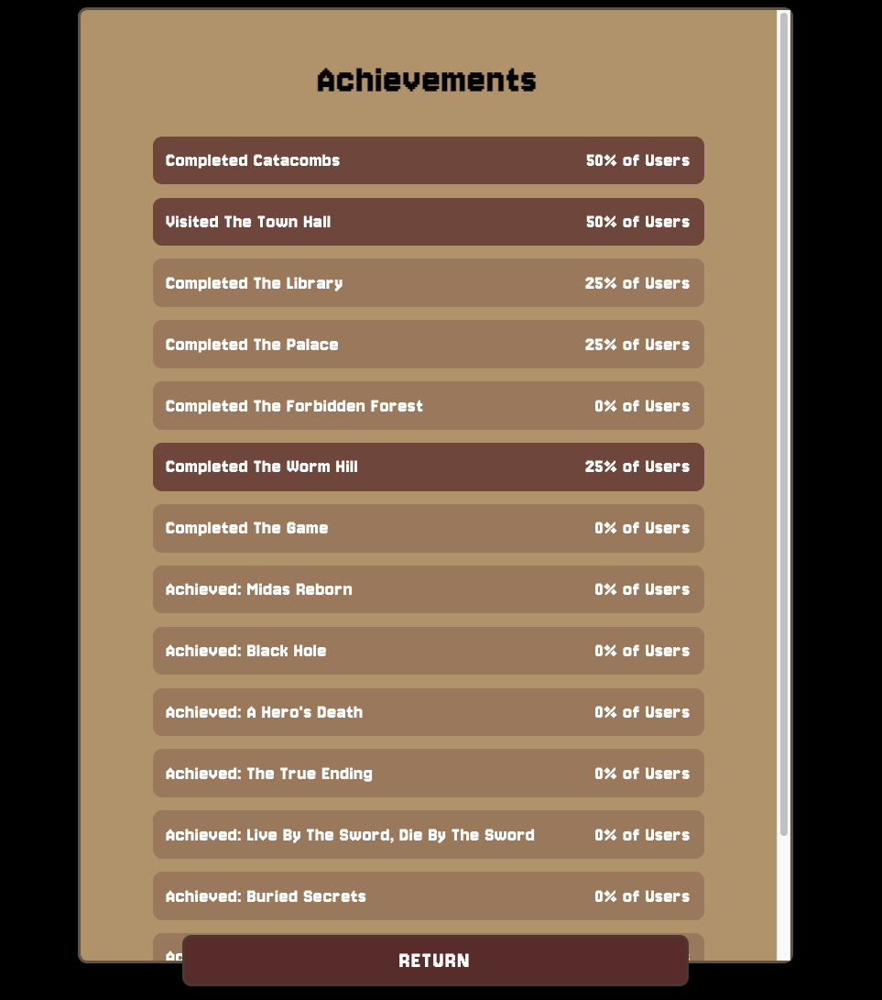 Achievements
Completed Catacombs 50% of Users
Visited The Town Hall 50% of Users
Completed The Library 25% of Users
Completed The Palace 25% of Users
Completed The Forbidden Forest 0% of Users
Completed The Worm Hill 25% of Users
Completed The Game 0% of Users
Achieved: Midas Reborn 0% of Users
Achieved: Black Hole 0% of Users
Achieved: A Hero's Death 0% of Users
Achieved: The True Ending 0% of Users
Achieved: Live By The Sword, Die By The Sword 0% of Users
Achieved: Buried Secrets 0% of Users
RETURN